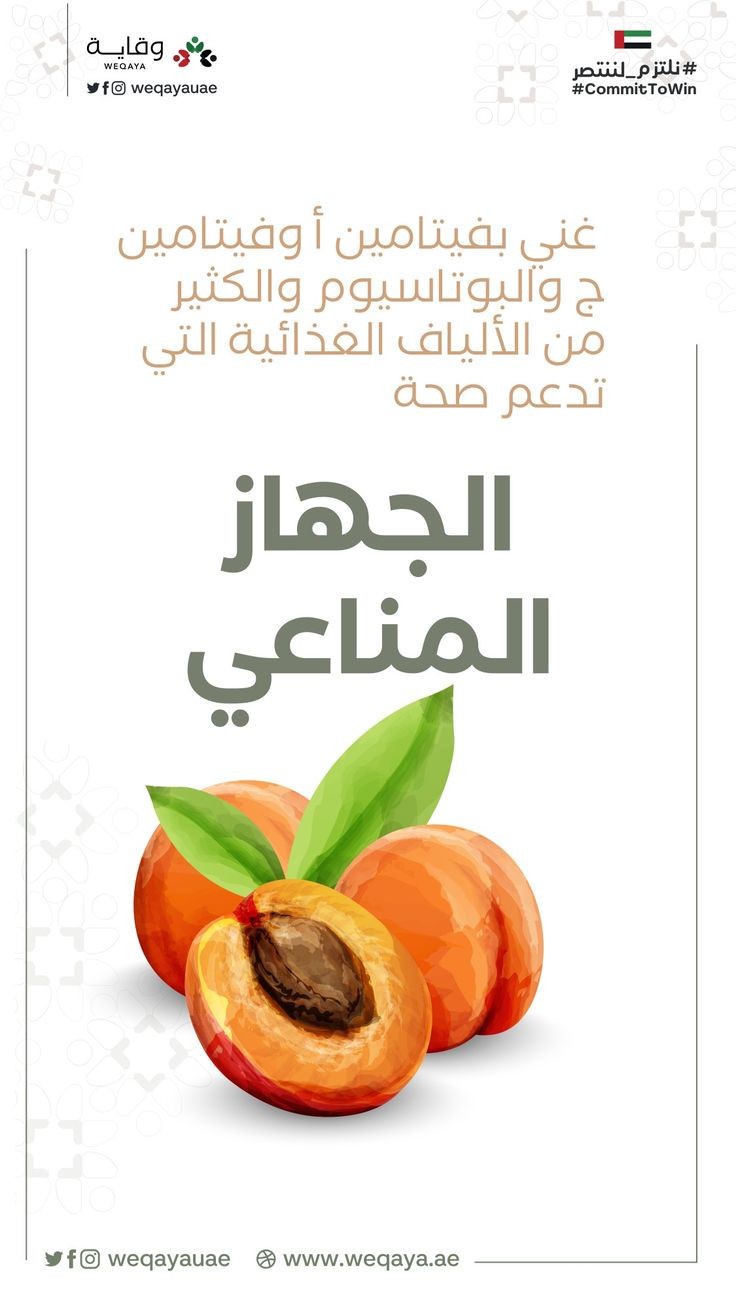 وقاية
WEQAYA
weqayauae
#نلتزم_لننتصر
#CommitToWin
غني بفيتامين أ وفيتامين
ج والبوتاسيوم والكثير
من الألياف الغذائية التي
تدعم صحة
الجهاز
المناعي
weqayauae
www.weqaya.ae